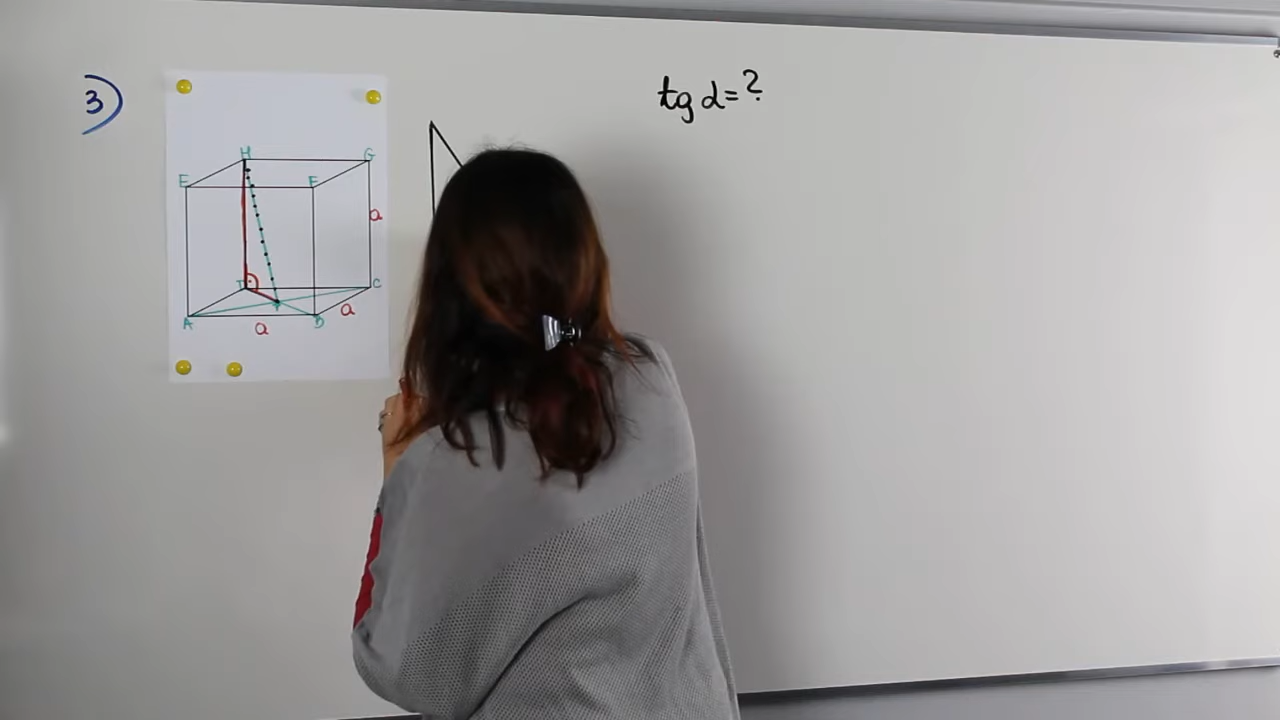 3)
tg α = ?
H G
E F
a
D C
A B
a a